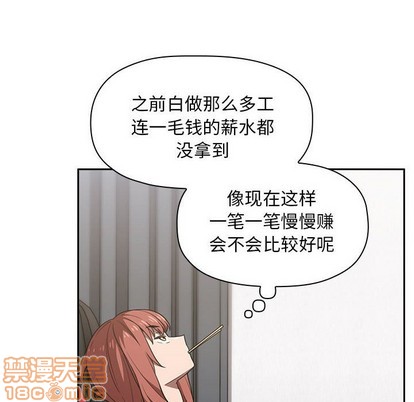 之前白做那么多工
连一毛钱的薪水都
没拿到
像现在这样
一笔一笔慢慢赚
会不会比较好呢
禁漫天堂